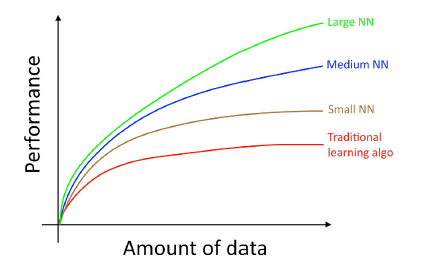 Large NN
Medium NN
Small NN
Traditional
learning algo
Performance
Amount of data